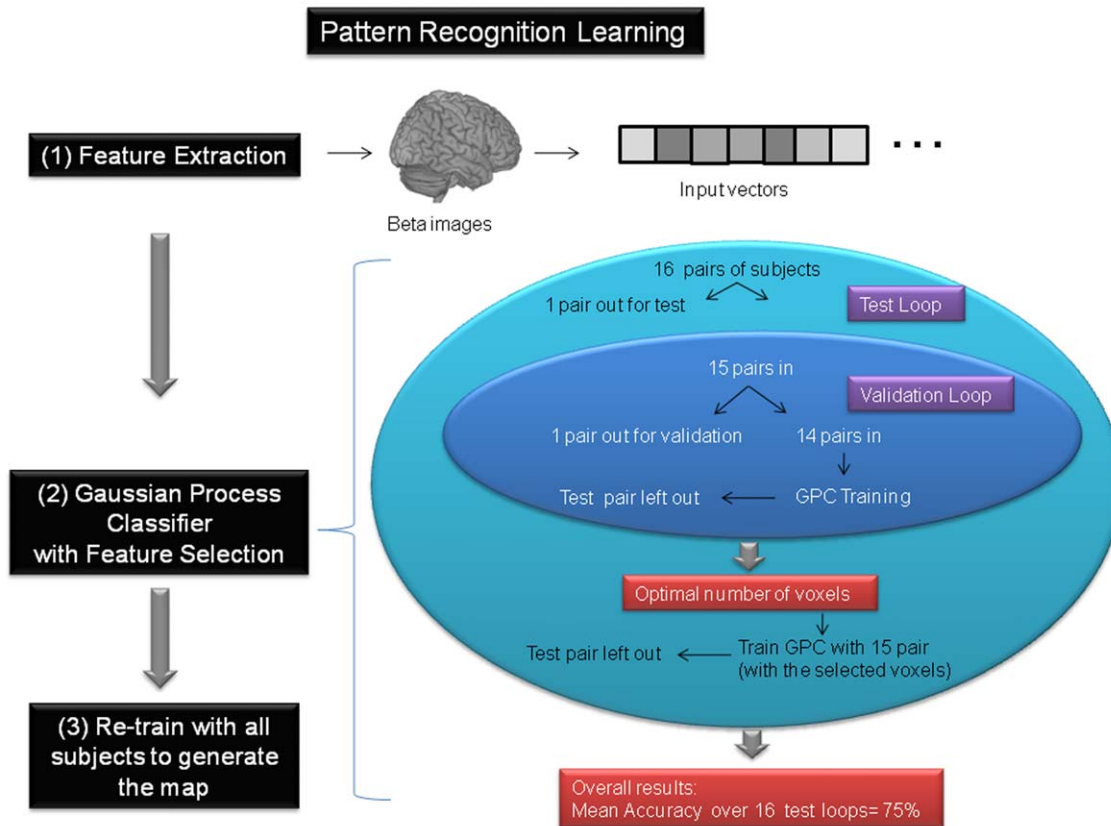 Pattern Recognition Learning
(1) Feature Extraction
Beta images
Input vectors
16 pairs of subjects
1 pair out for test
Test Loop
15 pairs in
Validation Loop
1 pair out for validation
14 pairs in
Test pair left out
GPC Training
(2) Gaussian Process
Classifier
with Feature Selection
Optimal number of voxels
Test pair left out
Train GPC with 15 pair
(with the selected voxels)
(3) Re-train with all
subjects to generate
the map
Overall results:
Mean Accuracy over 16 test loops= 75%